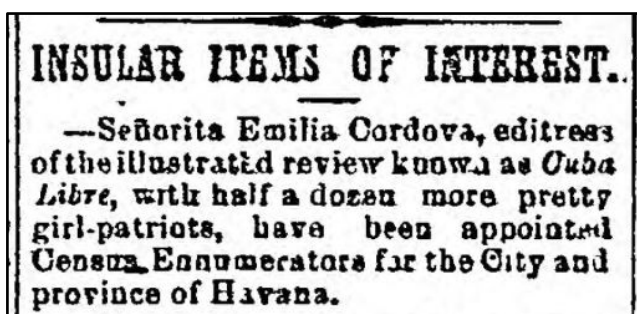 INSULAR ITEMS OF INTEREST.
—Señorita Emilia Cordova, editress
of the illustrated review known as Cuba
Libre, with half a dozen more pretty
girl-patriots, have been appointed
Census Ennumerators for the City and
province of Havana.